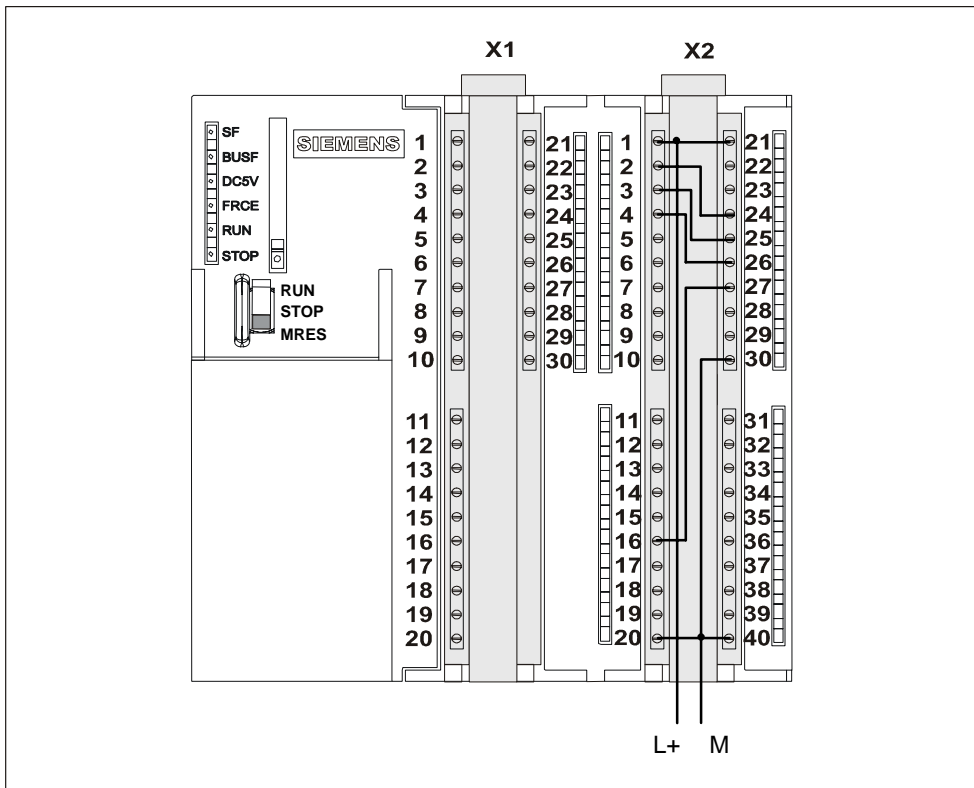 X1 X2
SF
BUSF
DC5V
FRCE
RUN
STOP
SIEMENS
RUN
STOP
MRES
1 21 1 21
2 22 2 22
3 23 3 23
4 24 4 24
5 25 5 25
6 26 6 26
7 27 7 27
8 28 8 28
9 29 9 29
10 30 10 30
11 11 31
12 12 32
13 13 33
14 14 34
15 15 35
16 16 36
17 17 37
18 18 38
19 19 39
20 20 40
L+ M